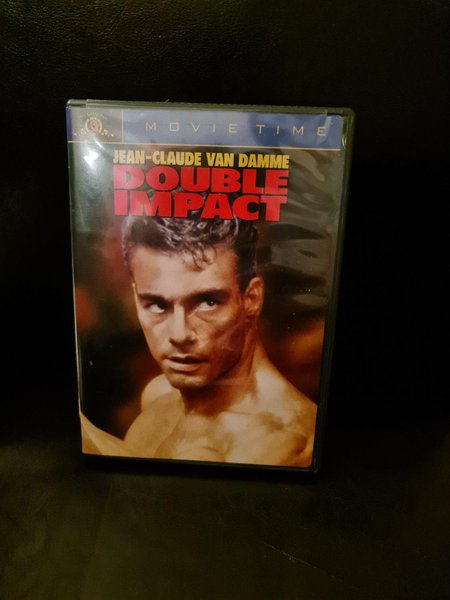 MOVIE TIME
JEAN-CLAUDE VAN DAMME
DOUBLE
IMPACT